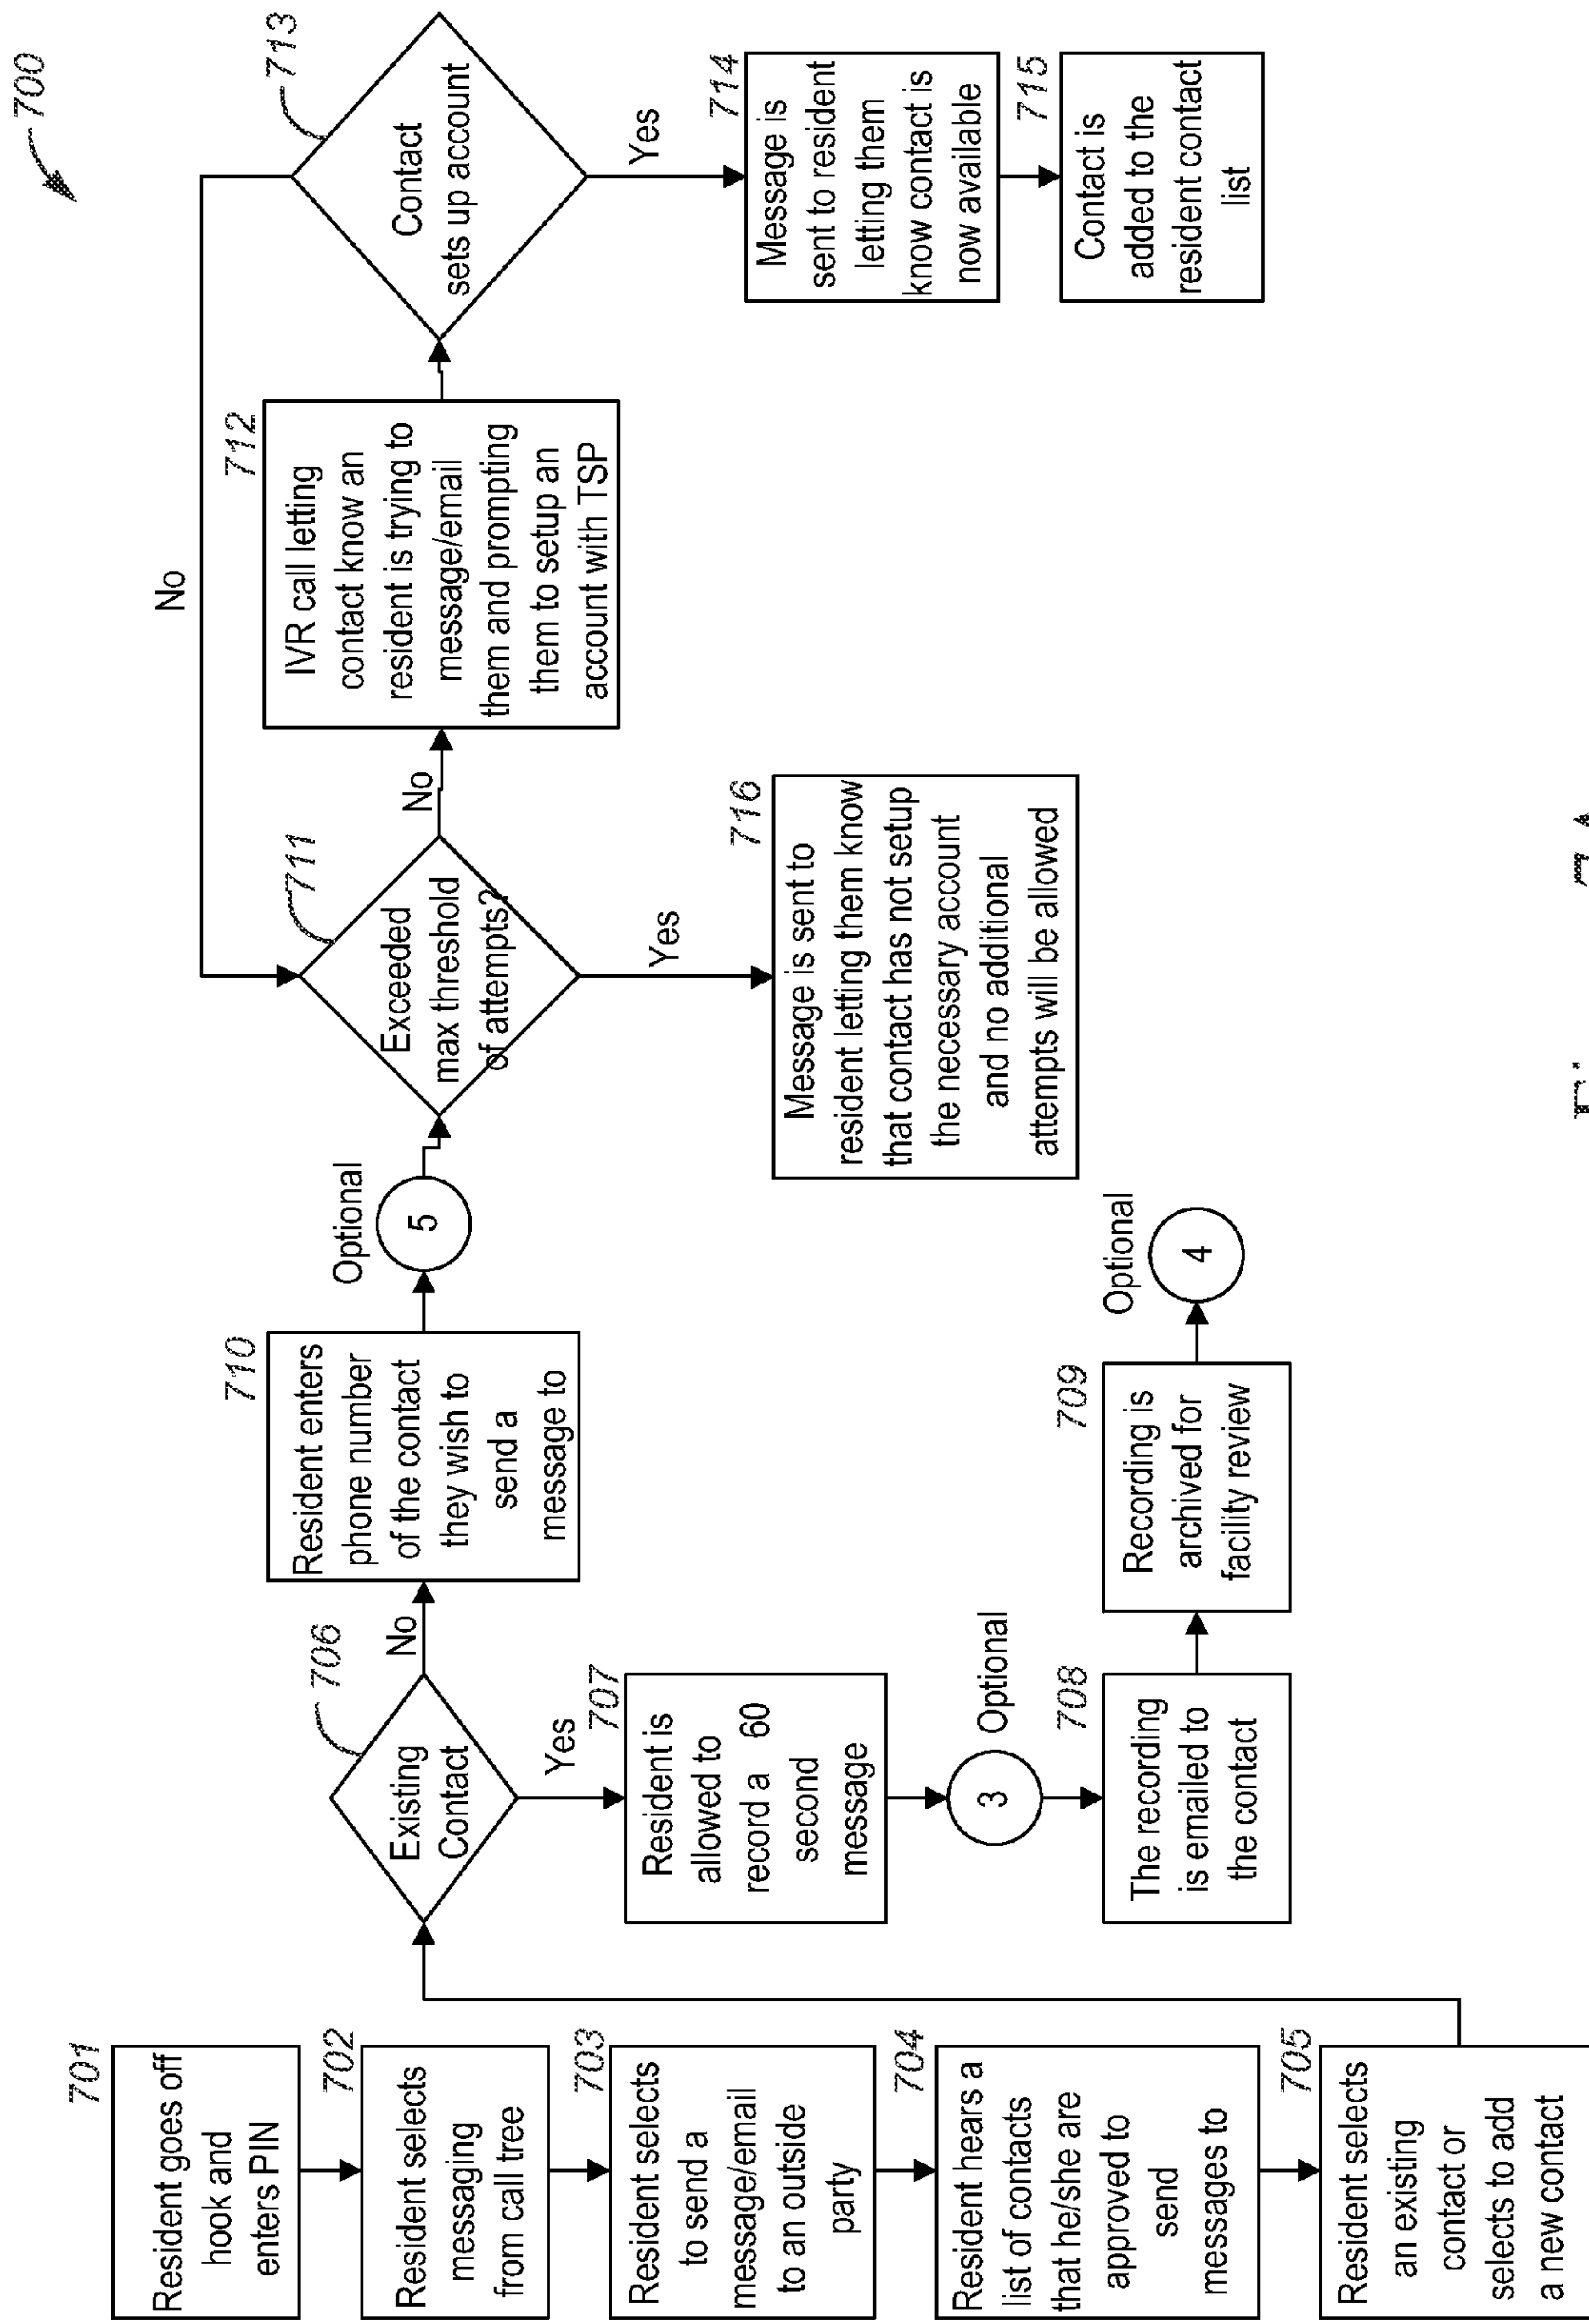 700
701
Resident goes off
hook and
enters PIN
702
Resident selects
messaging
from call tree
703
Resident selects
to send a
message/email
to an outside
party
704
Resident hears a
list of contacts
that he/she are
approved to
send
messages to
705
Resident selects
an existing
contact or
selects to add
a new contact
706
Existing
Contact
No
Yes
707
Resident is
allowed to
record a 60
second
message
3
Optional
708
The recording
is emailed to
the contact
709
Recording is
archived for
facility review
Optional
4
710
Resident enters
phone number
of the contact
they wish to
send a
message to
Optional
5
711
Exceeded
max threshold
of attempts?
No
Yes
712
IVR call letting
contact know an
resident is trying to
message/email
them and prompting
them to setup an
account with TSP
713
Contact
sets up account
No
Yes
714
Message is
sent to resident
letting them
know contact is
now available
715
Contact is
added to the
resident contact
list
716
Message is sent to
resident letting them know
that contact has not setup
the necessary account
and no additional
attempts will be allowed